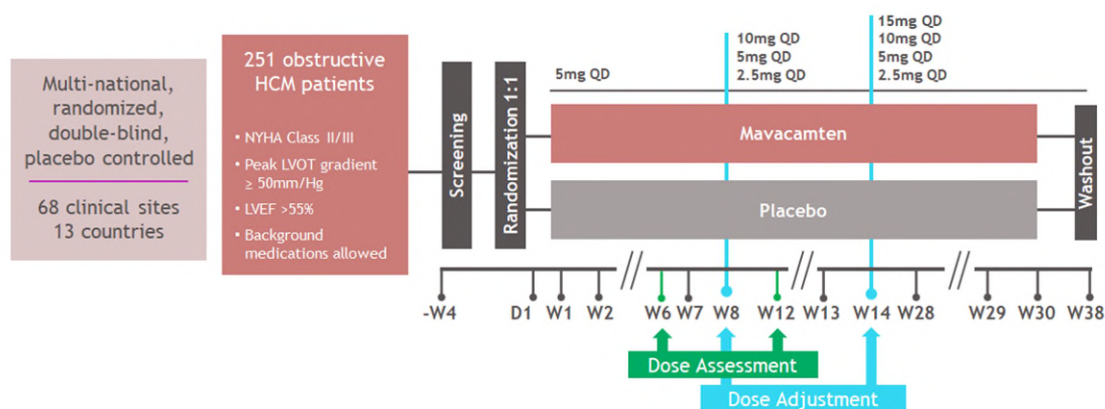 Multi-national,
randomized,
double-blind,
placebo controlled
68 clinical sites
13 countries
251 obstructive
HCM patients
• NYHA Class II/III
• Peak LVOT gradient
≥ 50mm/Hg
• LVEF >55%
• Background
medications allowed
Screening
Randomization 1:1
5mg QD
10mg QD
5mg QD
2.5mg QD
15mg QD
10mg QD
5mg QD
2.5mg QD
Mavacamten
Placebo
Washout
-W4 D1 W1 W2 W6 W7 W8 W12 W13 W14 W28 W29 W30 W38
Dose Assessment
Dose Adjustment